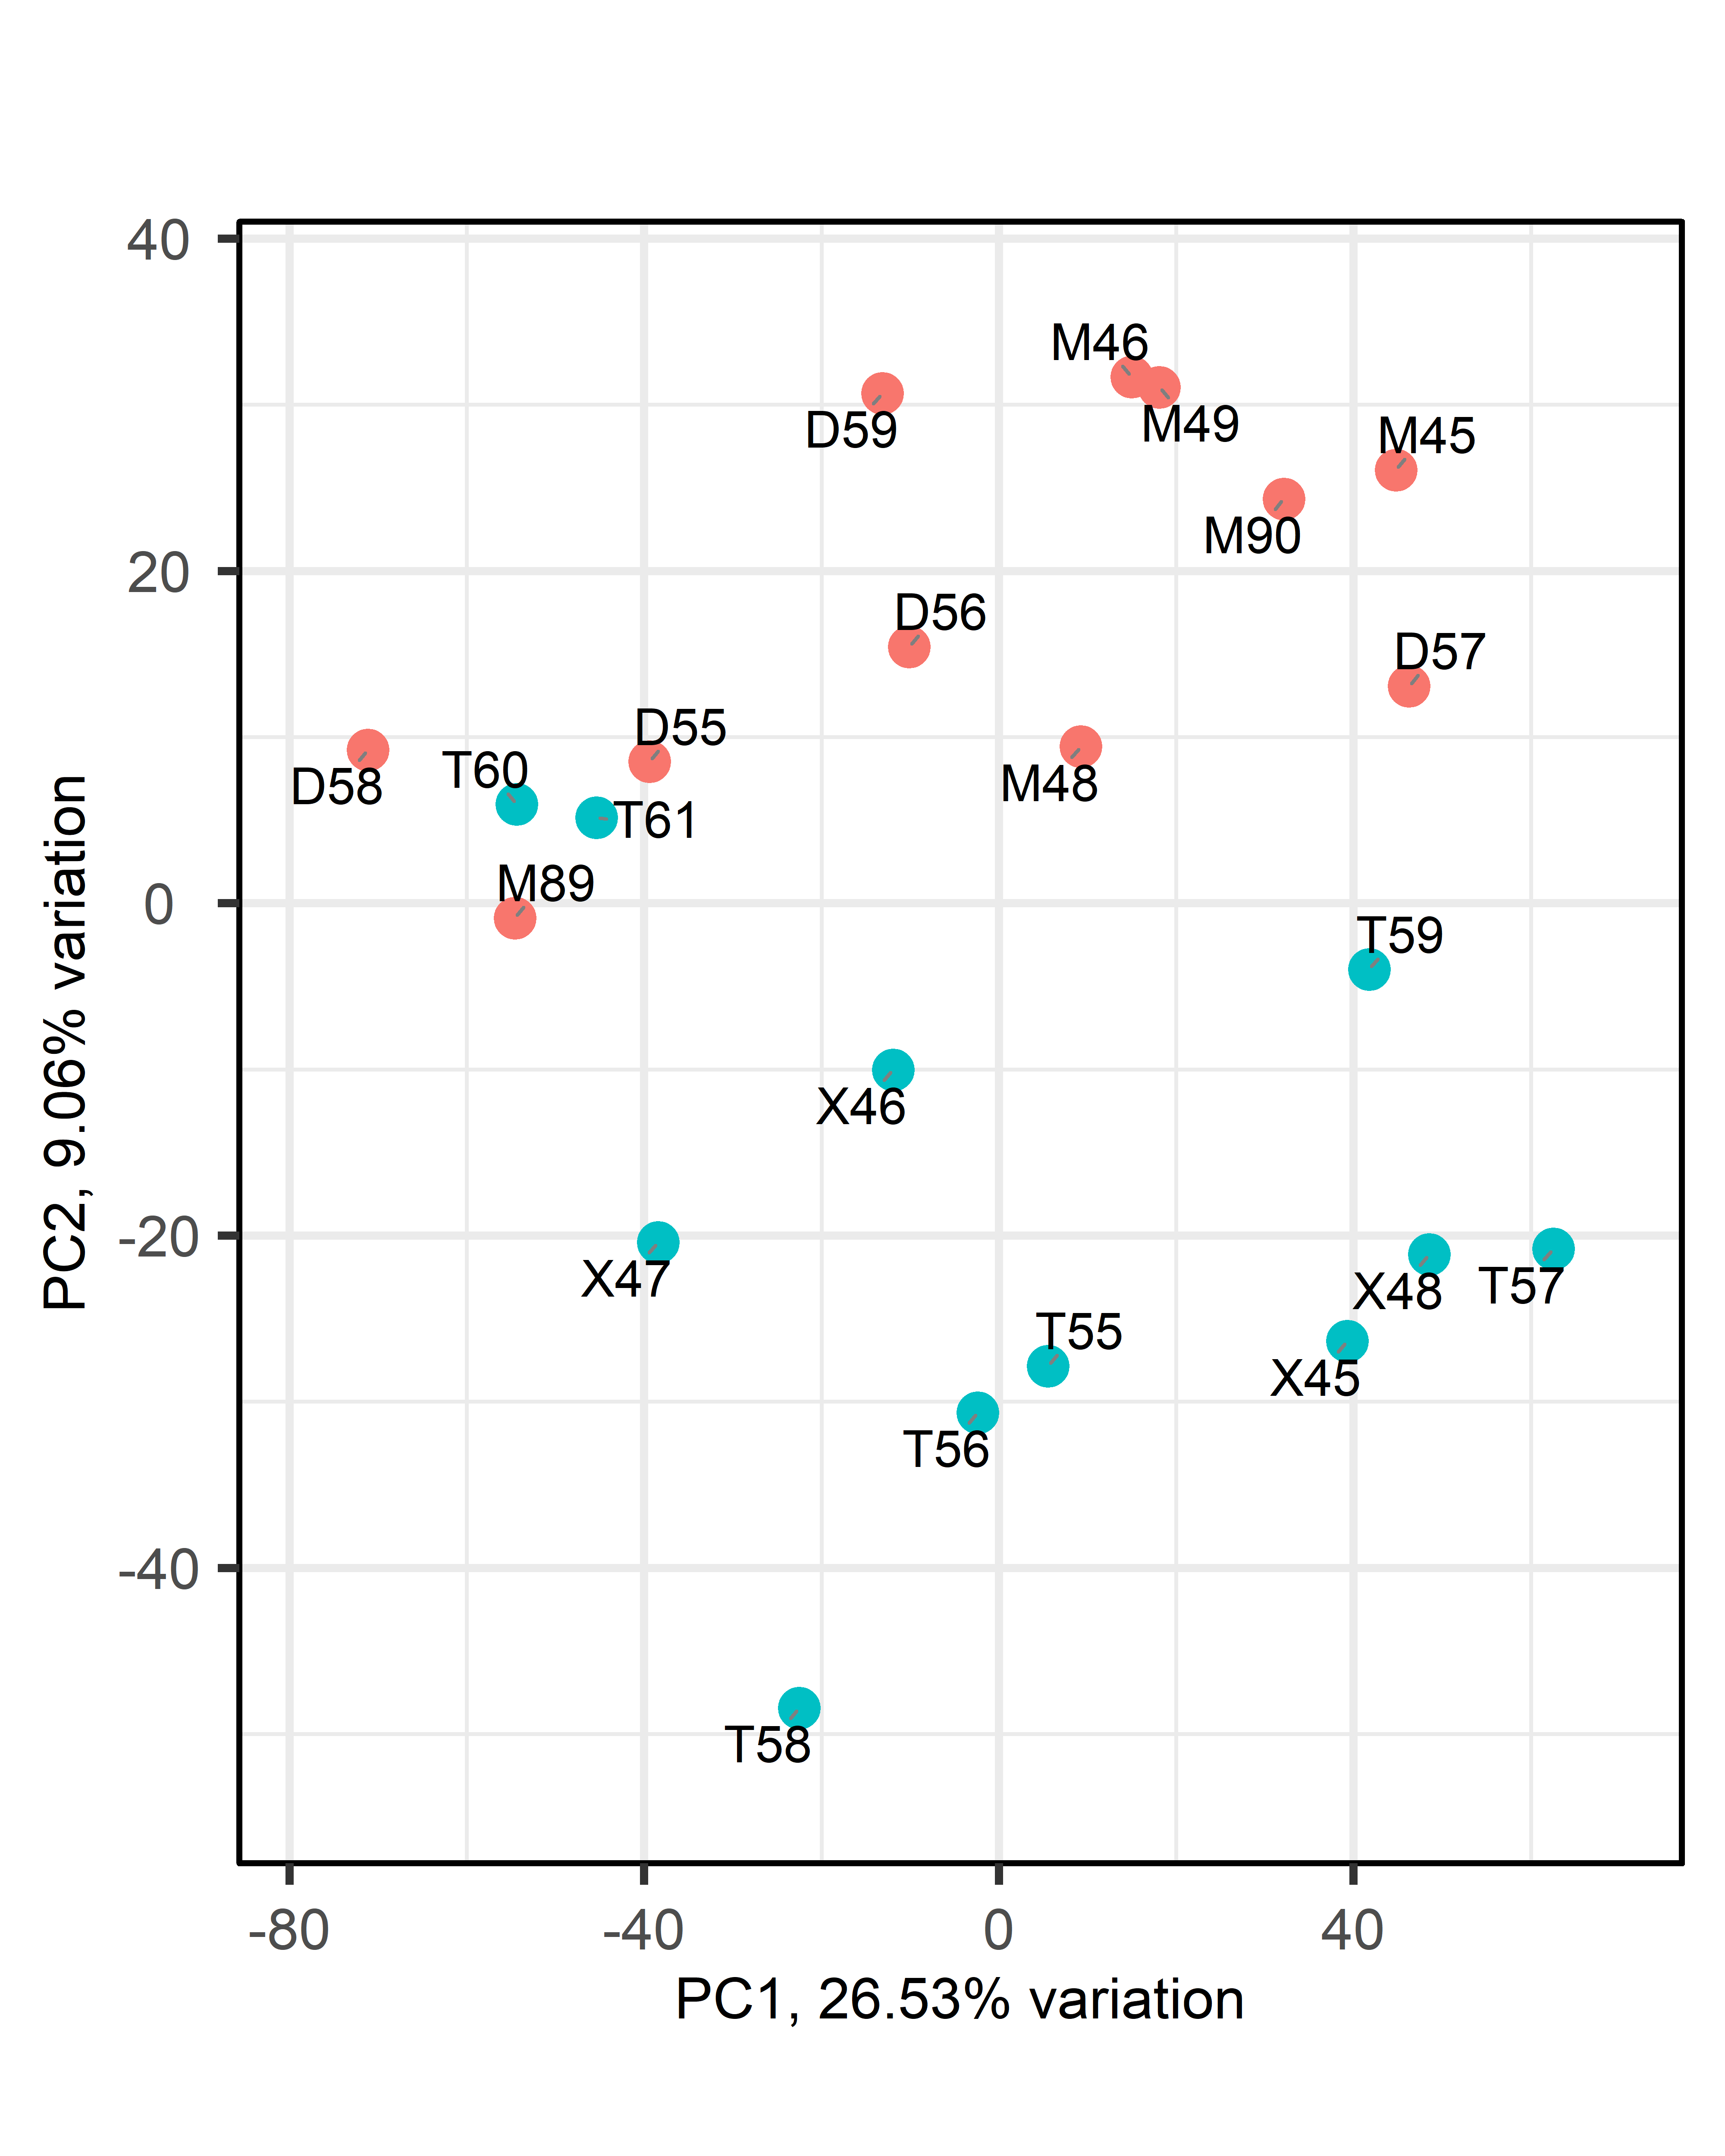 40
M46
D59
M49
M45
M90
20
D56
D57
D55
D58
T60
M48
T61
M89
0
T59
X46
-20
X47
X48
T57
T55
X45
T56
-40
T58
-80
-40
0
40
PC1, 26.53% variation
PC2, 9.06% variation